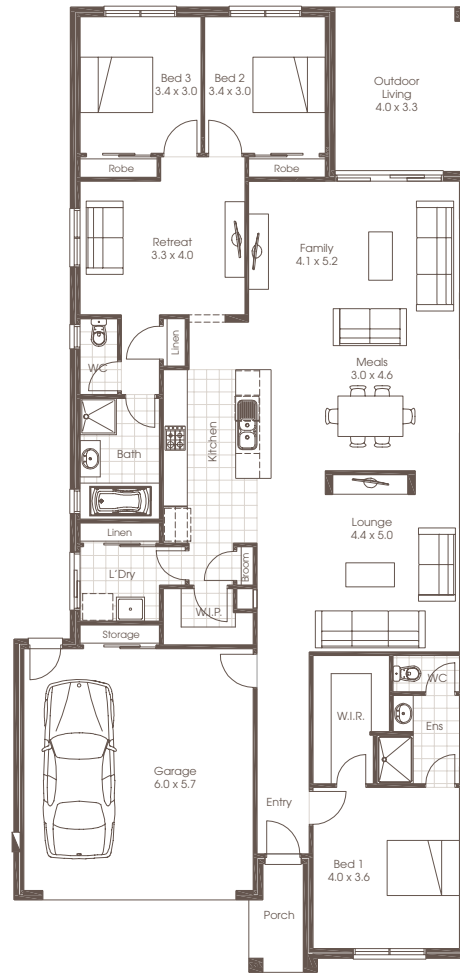 Bed 3
3.4 x 3.0
Bed 2
3.4 x 3.0
Outdoor
Living
4.0 x 3.3
Robe
Robe
Retreat
3.3 x 4.0
Family
4.1 x 5.2
Linen
WC
Meals
3.0 x 4.6
Kitchen
Bath
Lounge
4.4 x 5.0
Linen
L'Dry
Broom
W.I.P.
Storage
WC
W.I.R.
Ens
Garage
6.0 x 5.7
Entry
Bed 1
4.0 x 3.6
Porch